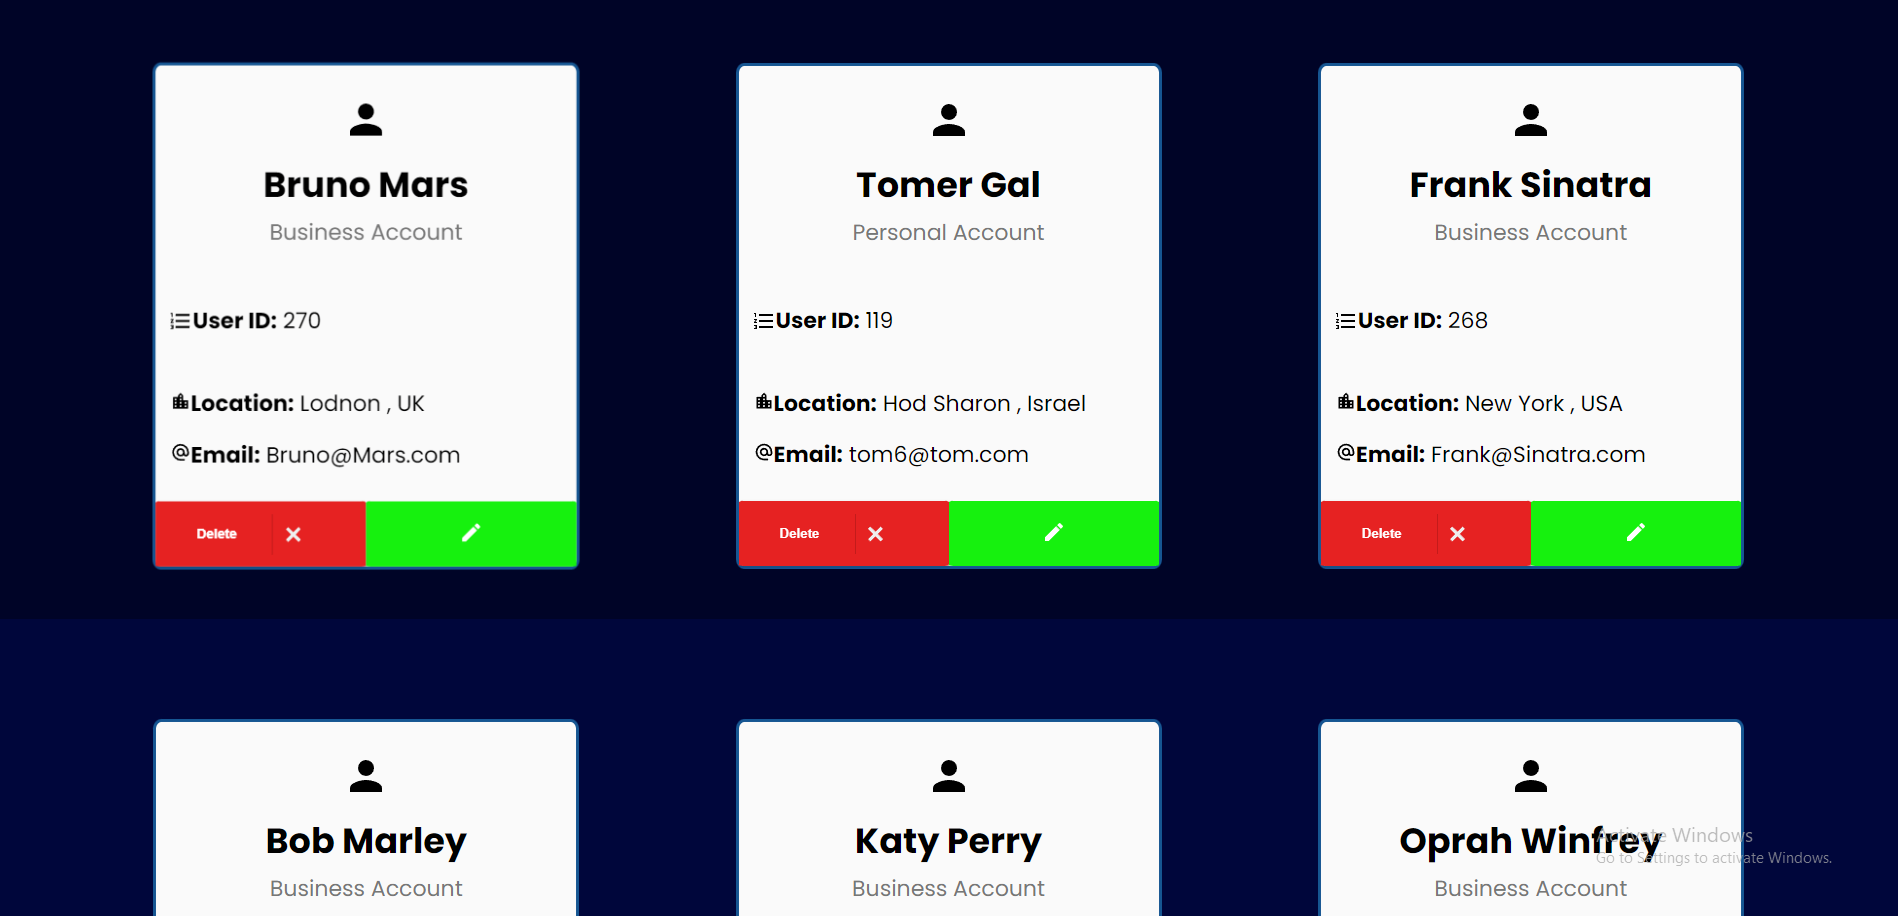 Bruno Mars
Business Account
User ID: 270
Location: Lodnon , UK
Email: Bruno@Mars.com
Delete
Tomer Gal
Personal Account
User ID: 119
Location: Hod Sharon , Israel
Email: tom6@tom.com
Delete
Frank Sinatra
Business Account
User ID: 268
Location: New York , USA
Email: Frank@Sinatra.com
Delete
Bob Marley
Business Account
Katy Perry
Business Account
Oprah Winfrey
Business Account
Activate Windows
Go to Settings to activate Windows.